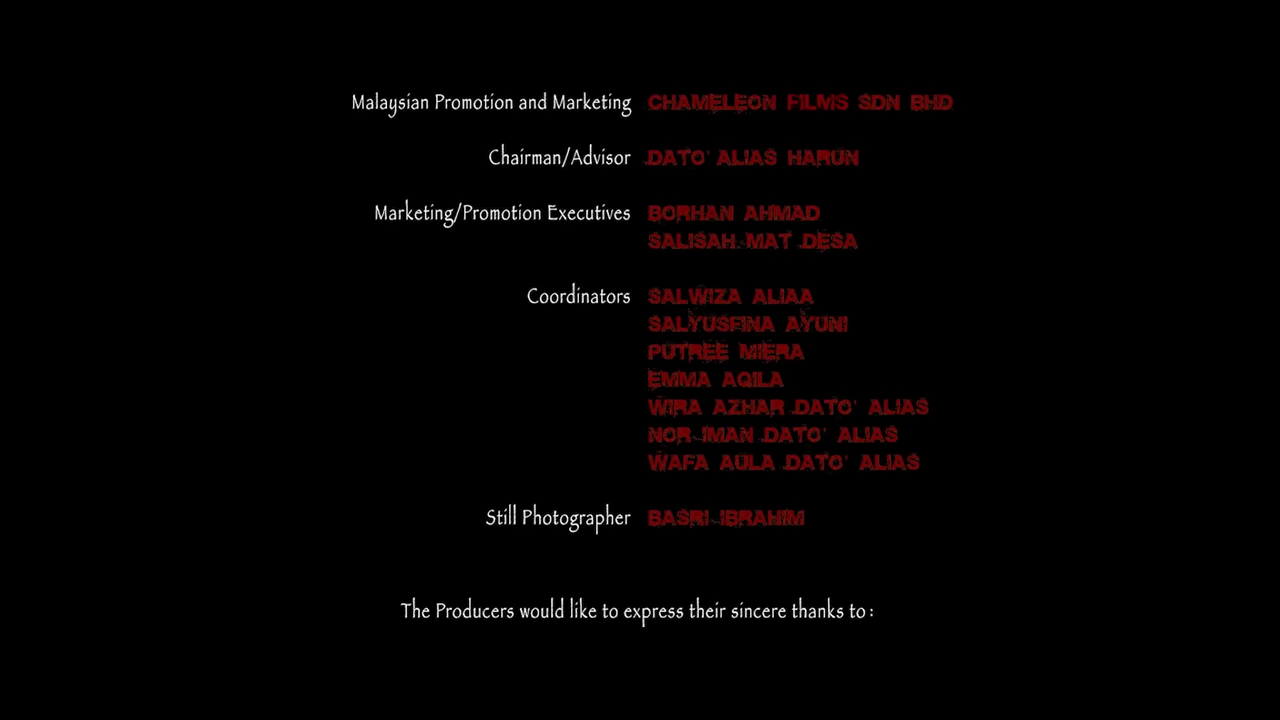 Malaysian Promotion and Marketing CHAMELEON FILMS SDN BHD
Chairman/Advisor DATO' ALIAS HARUN
Marketing/Promotion Executives BORHAN AHMAD
SALISAH MAT DESA
Coordinators SALWIZA ALIAA
SALYUSFINA AYUNI
PUTREE MIERA
EMMA AQILA
WIRA AZHAR DATO' ALIAS
NOR IMAN DATO' ALIAS
WAFA AULA DATO' ALIAS
Still Photographer BASRI IBRAHIM
The Producers would like to express their sincere thanks to :